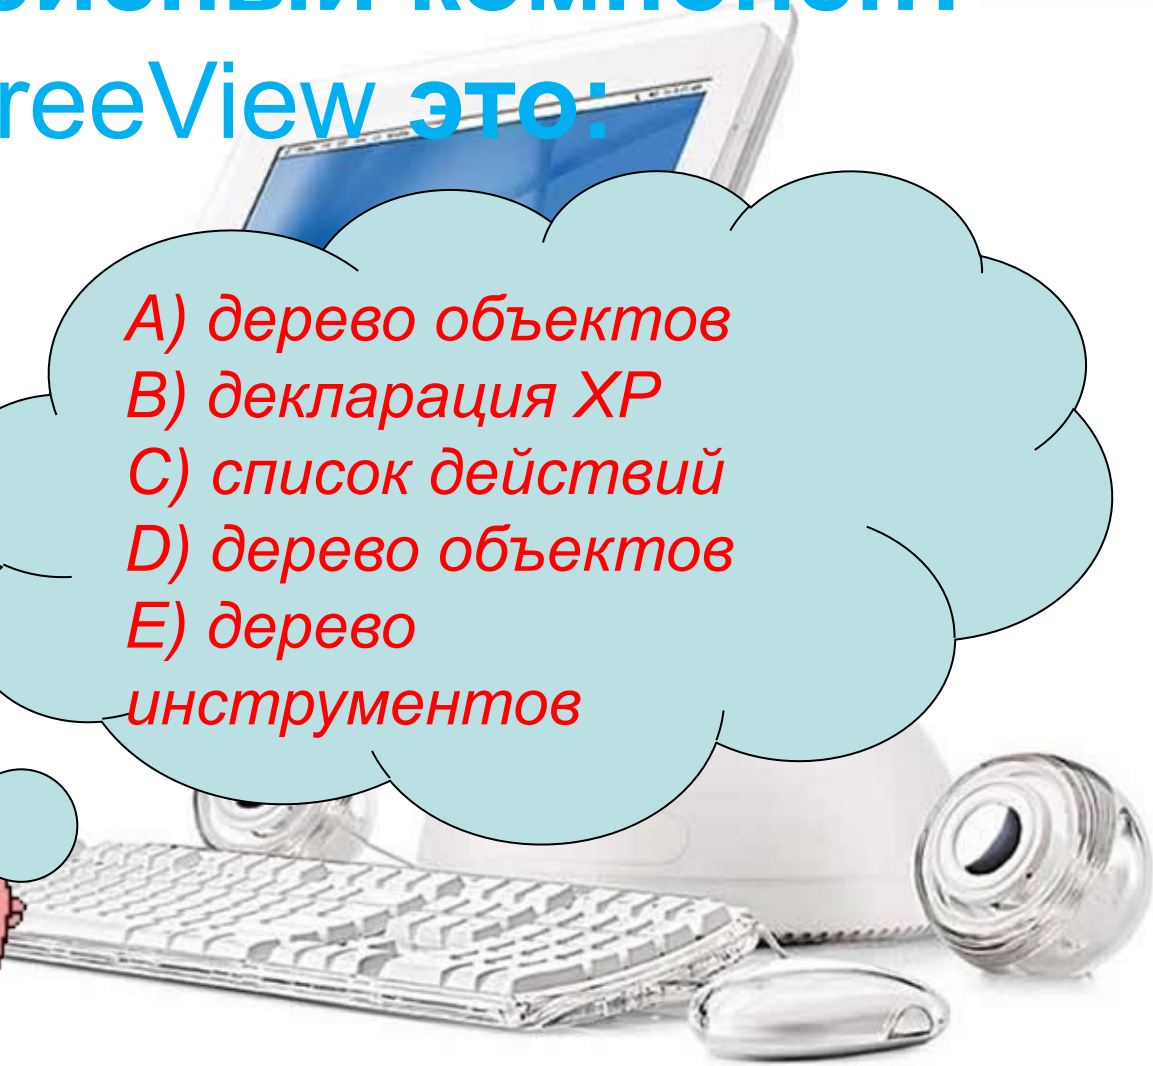 reeView это:
A) дерево объектов
B) декларация XP
C) список действий
D) дерево объектов
E) дерево
инструментов